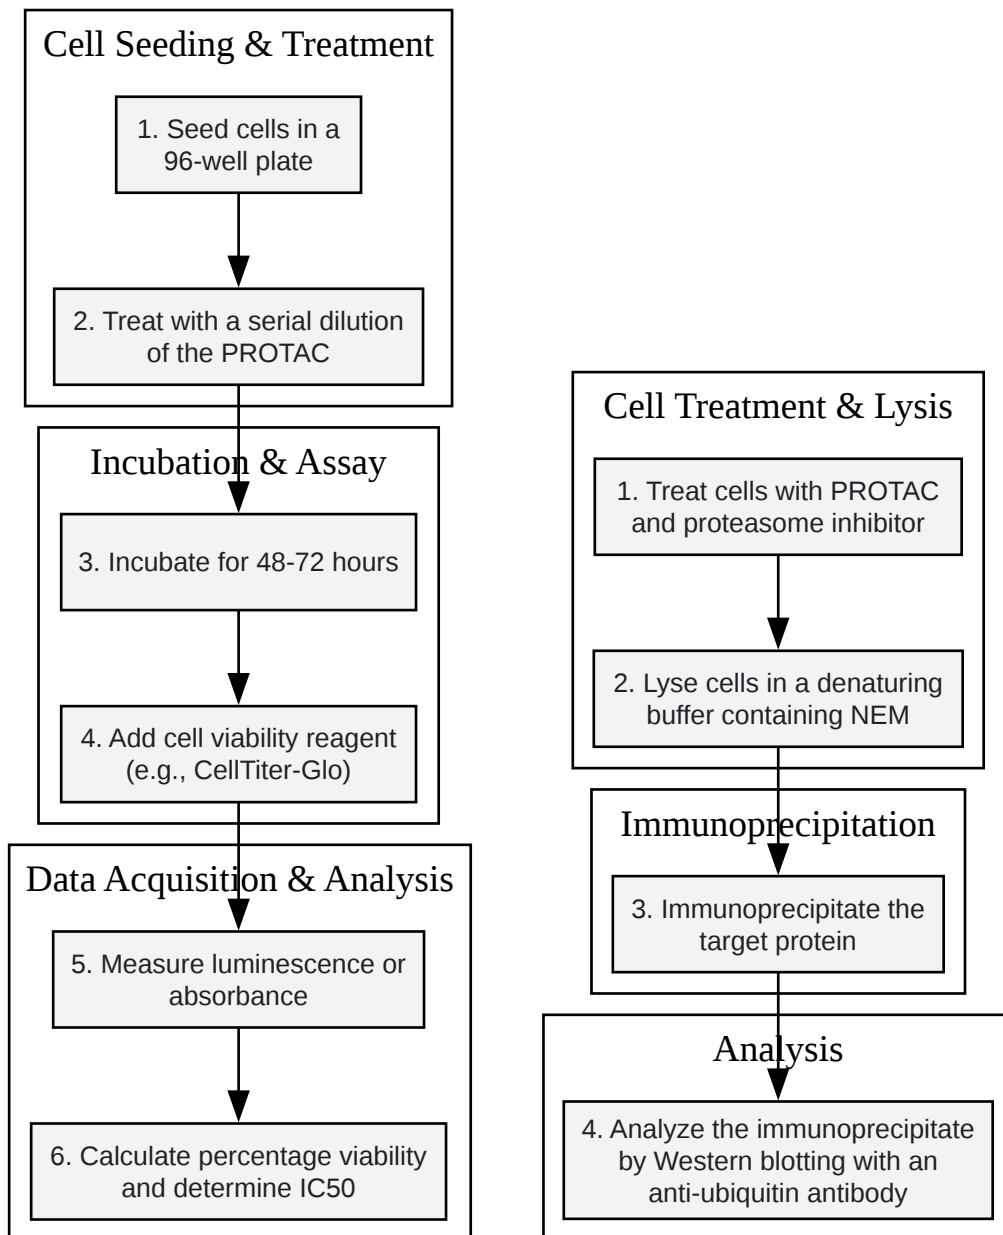 Cell Seeding & Treatment
1. Seed cells in a
96-well plate
2. Treat with a serial dilution
of the PROTAC
Incubation & Assay
3. Incubate for 48-72 hours
4. Add cell viability reagent
(e.g., CellTiter-Glo)
Data Acquisition & Analysis
5. Measure luminescence or
absorbance
6. Calculate percentage viability
and determine IC50
Cell Treatment & Lysis
1. Treat cells with PROTAC
and proteasome inhibitor
2. Lyse cells in a denaturing
buffer containing NEM
Immunoprecipitation
3. Immunoprecipitate the
target protein
Analysis
4. Analyze the immunoprecipitate
by Western blotting with an
anti-ubiquitin antibody